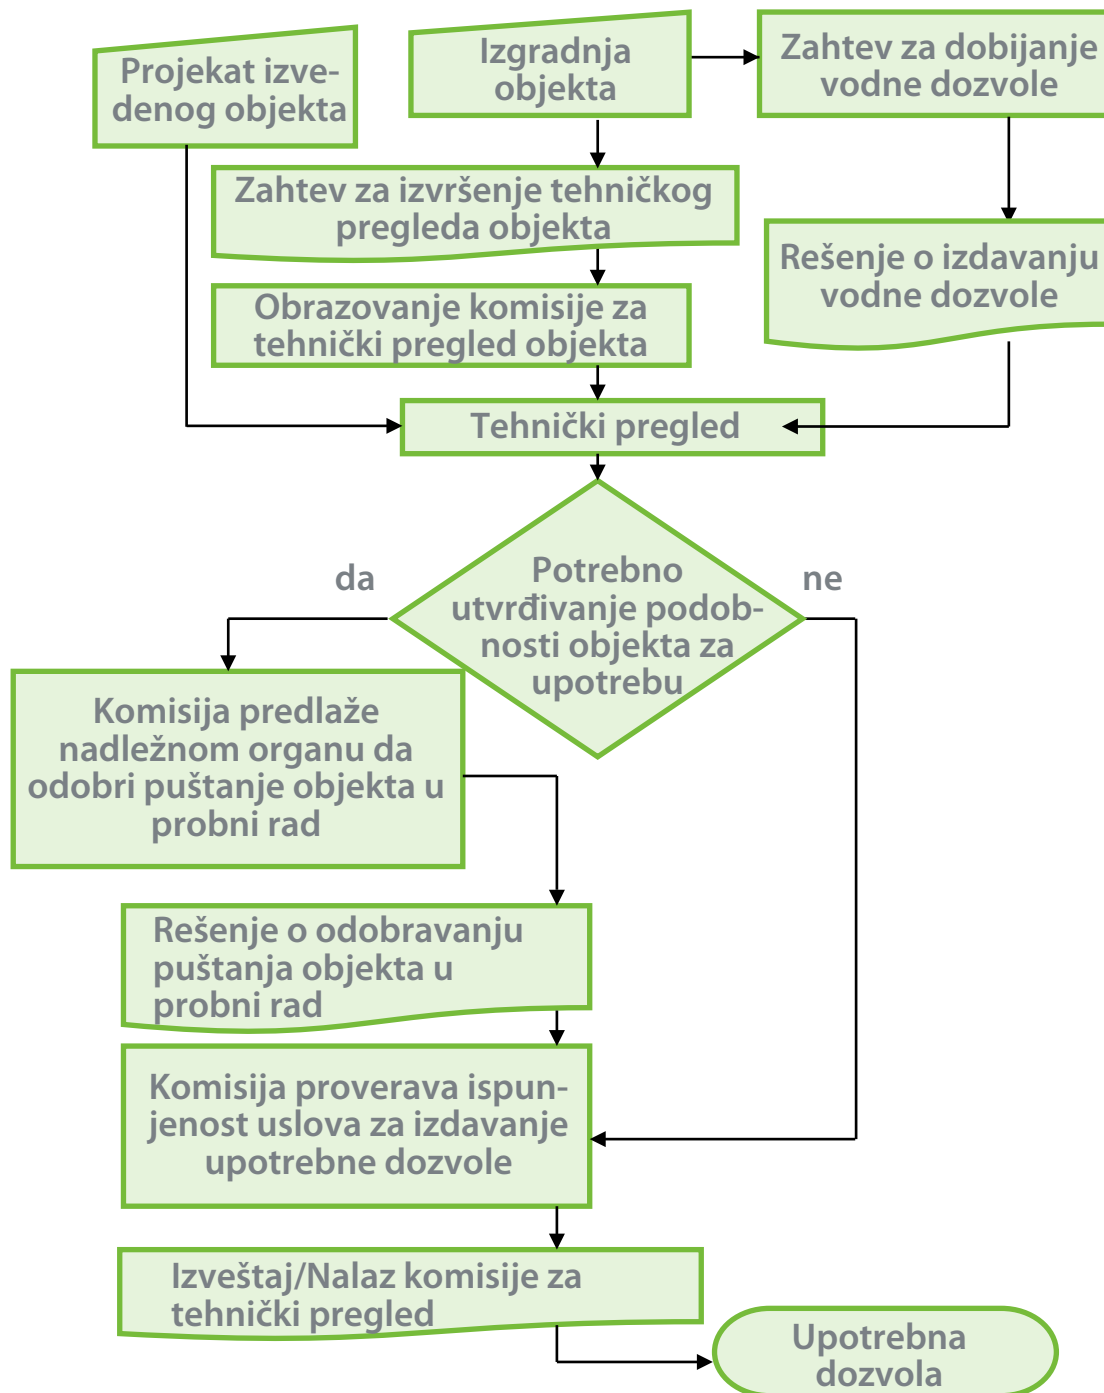 Projekat izve-
denog objekta
Izgradnja
objekta
Zahtev za dobijanje
vodne dozvole
Zahtev za izvršenje tehničkog
pregleda objekta
Rešenje o izdavanju
vodne dozvole
Obrazovanje komisije za
tehnički pregled objekta
Tehnički pregled
da
Potrebno
utvrđivanje podob-
nosti objekta za
upotrebu
ne
Komisija predlaže
nadležnom organu da
odobri puštanje objekta u
probni rad
Rešenje o odobravanju
puštanja objekta u
probni rad
Komisija proverava ispun-
jenost uslova za izdavanje
upotrebne dozvole
Izveštaj/Nalaz komisije za
tehnički pregled
Upotrebna
dozvola